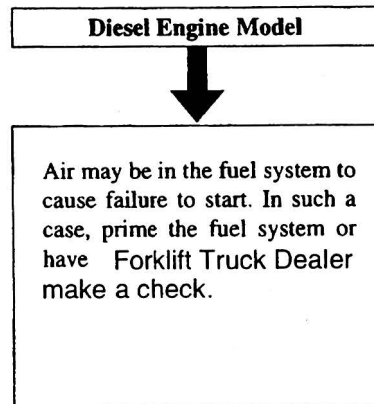 Diesel Engine Model
Air may be in the fuel system to
cause failure to start. In such a
case, prime the fuel system or
have Forklift Truck Dealer
make a check.